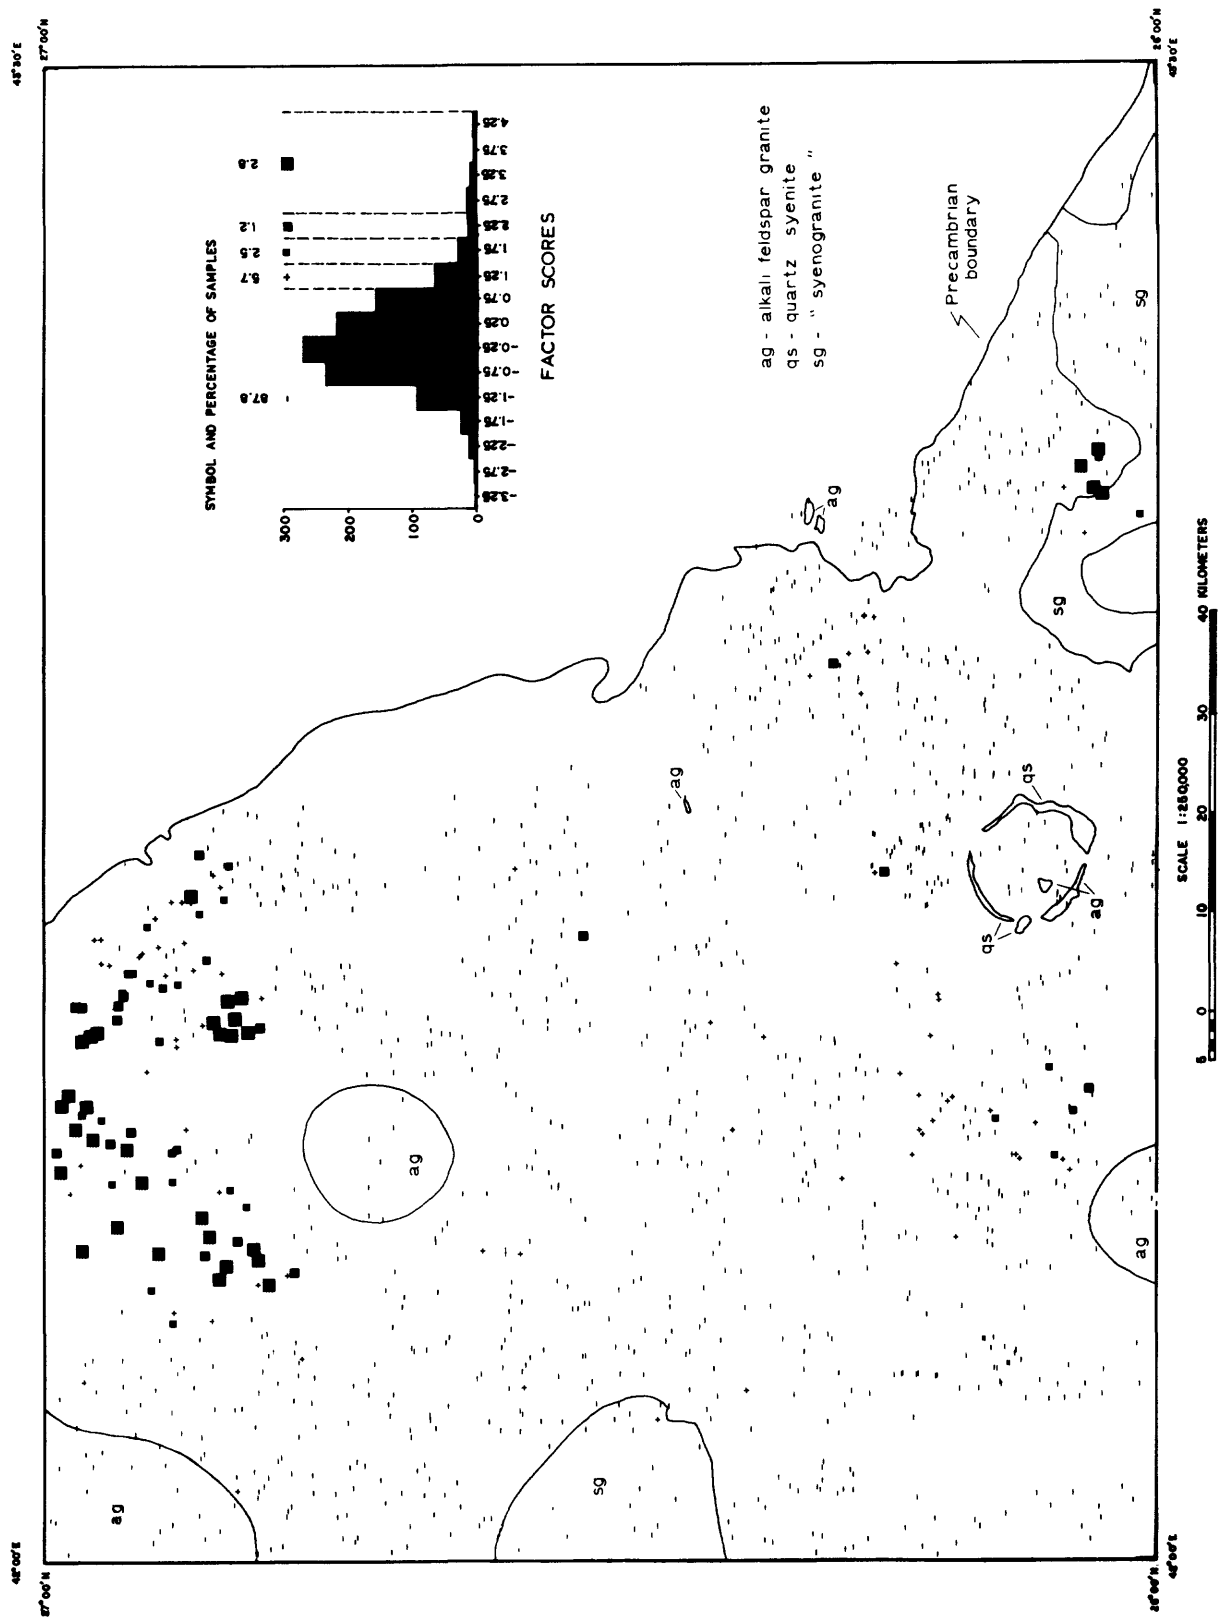 27°00'N
43°30'E
26°00'N
43°30'E
SYMBOL AND PERCENTAGE OF SAMPLES
87.8
5.7
2.5
1.2
2.8
300
200
100
0
-3.25
-2.75
-2.25
-1.75
-1.25
-0.75
-0.25
0.25
0.75
1.25
1.75
2.25
2.75
3.25
3.75
4.25
FACTOR SCORES
ag - alkali feldspar granite
qs - quartz syenite
sg - " syenogranite "
Precambrian
boundary
sg
ag
sg
ag
qs
qs
ag
ag
ag
ag
sg
27°00'N
42°00'E
26°00'N
42°00'E
SCALE 1:250,000
5 0 10 20 30 40 KILOMETERS